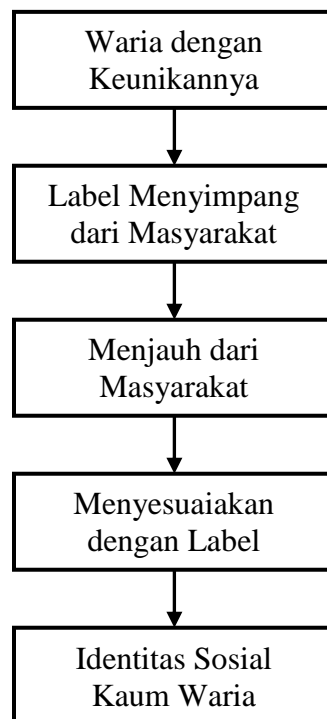 Waria dengan
Keunikannya
Label Menyimpang
dari Masyarakat
Menjauh dari
Masyarakat
Menyesuaiakan
dengan Label
Identitas Sosial
Kaum Waria